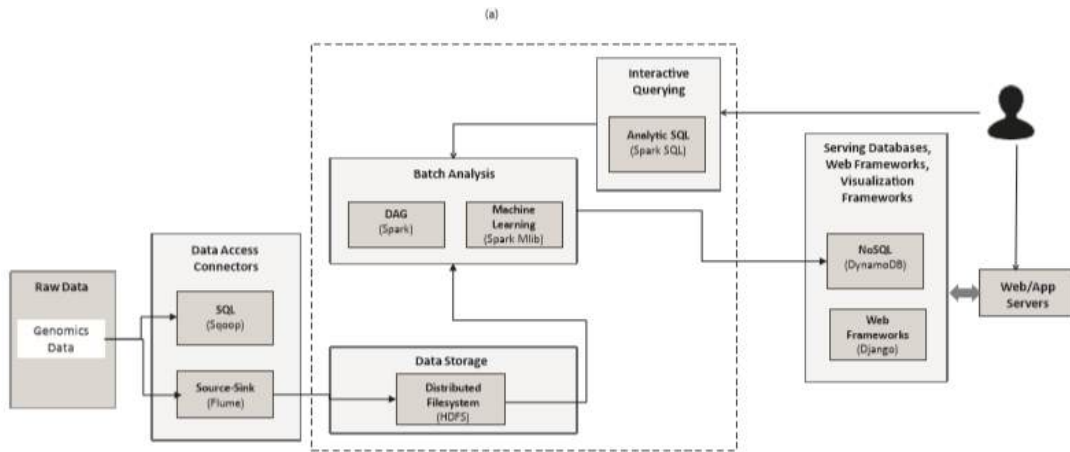 (a)
Interactive
Querying
Analytic SQL
(Spark SQL)
Batch Analysis
DAG
(Spark)
Machine
Learning
(Spark Mlib)
Serving Databases,
Web Frameworks,
Visualization
Frameworks
NoSQL
(DynamoDB)
Web
Frameworks
(Django)
Web/App
Servers
Data Access
Connectors
SQL
(Sqoop)
Source-Sink
(Flume)
Raw Data
Genomics
Data
Data Storage
Distributed
Filesystem
(HDFS)